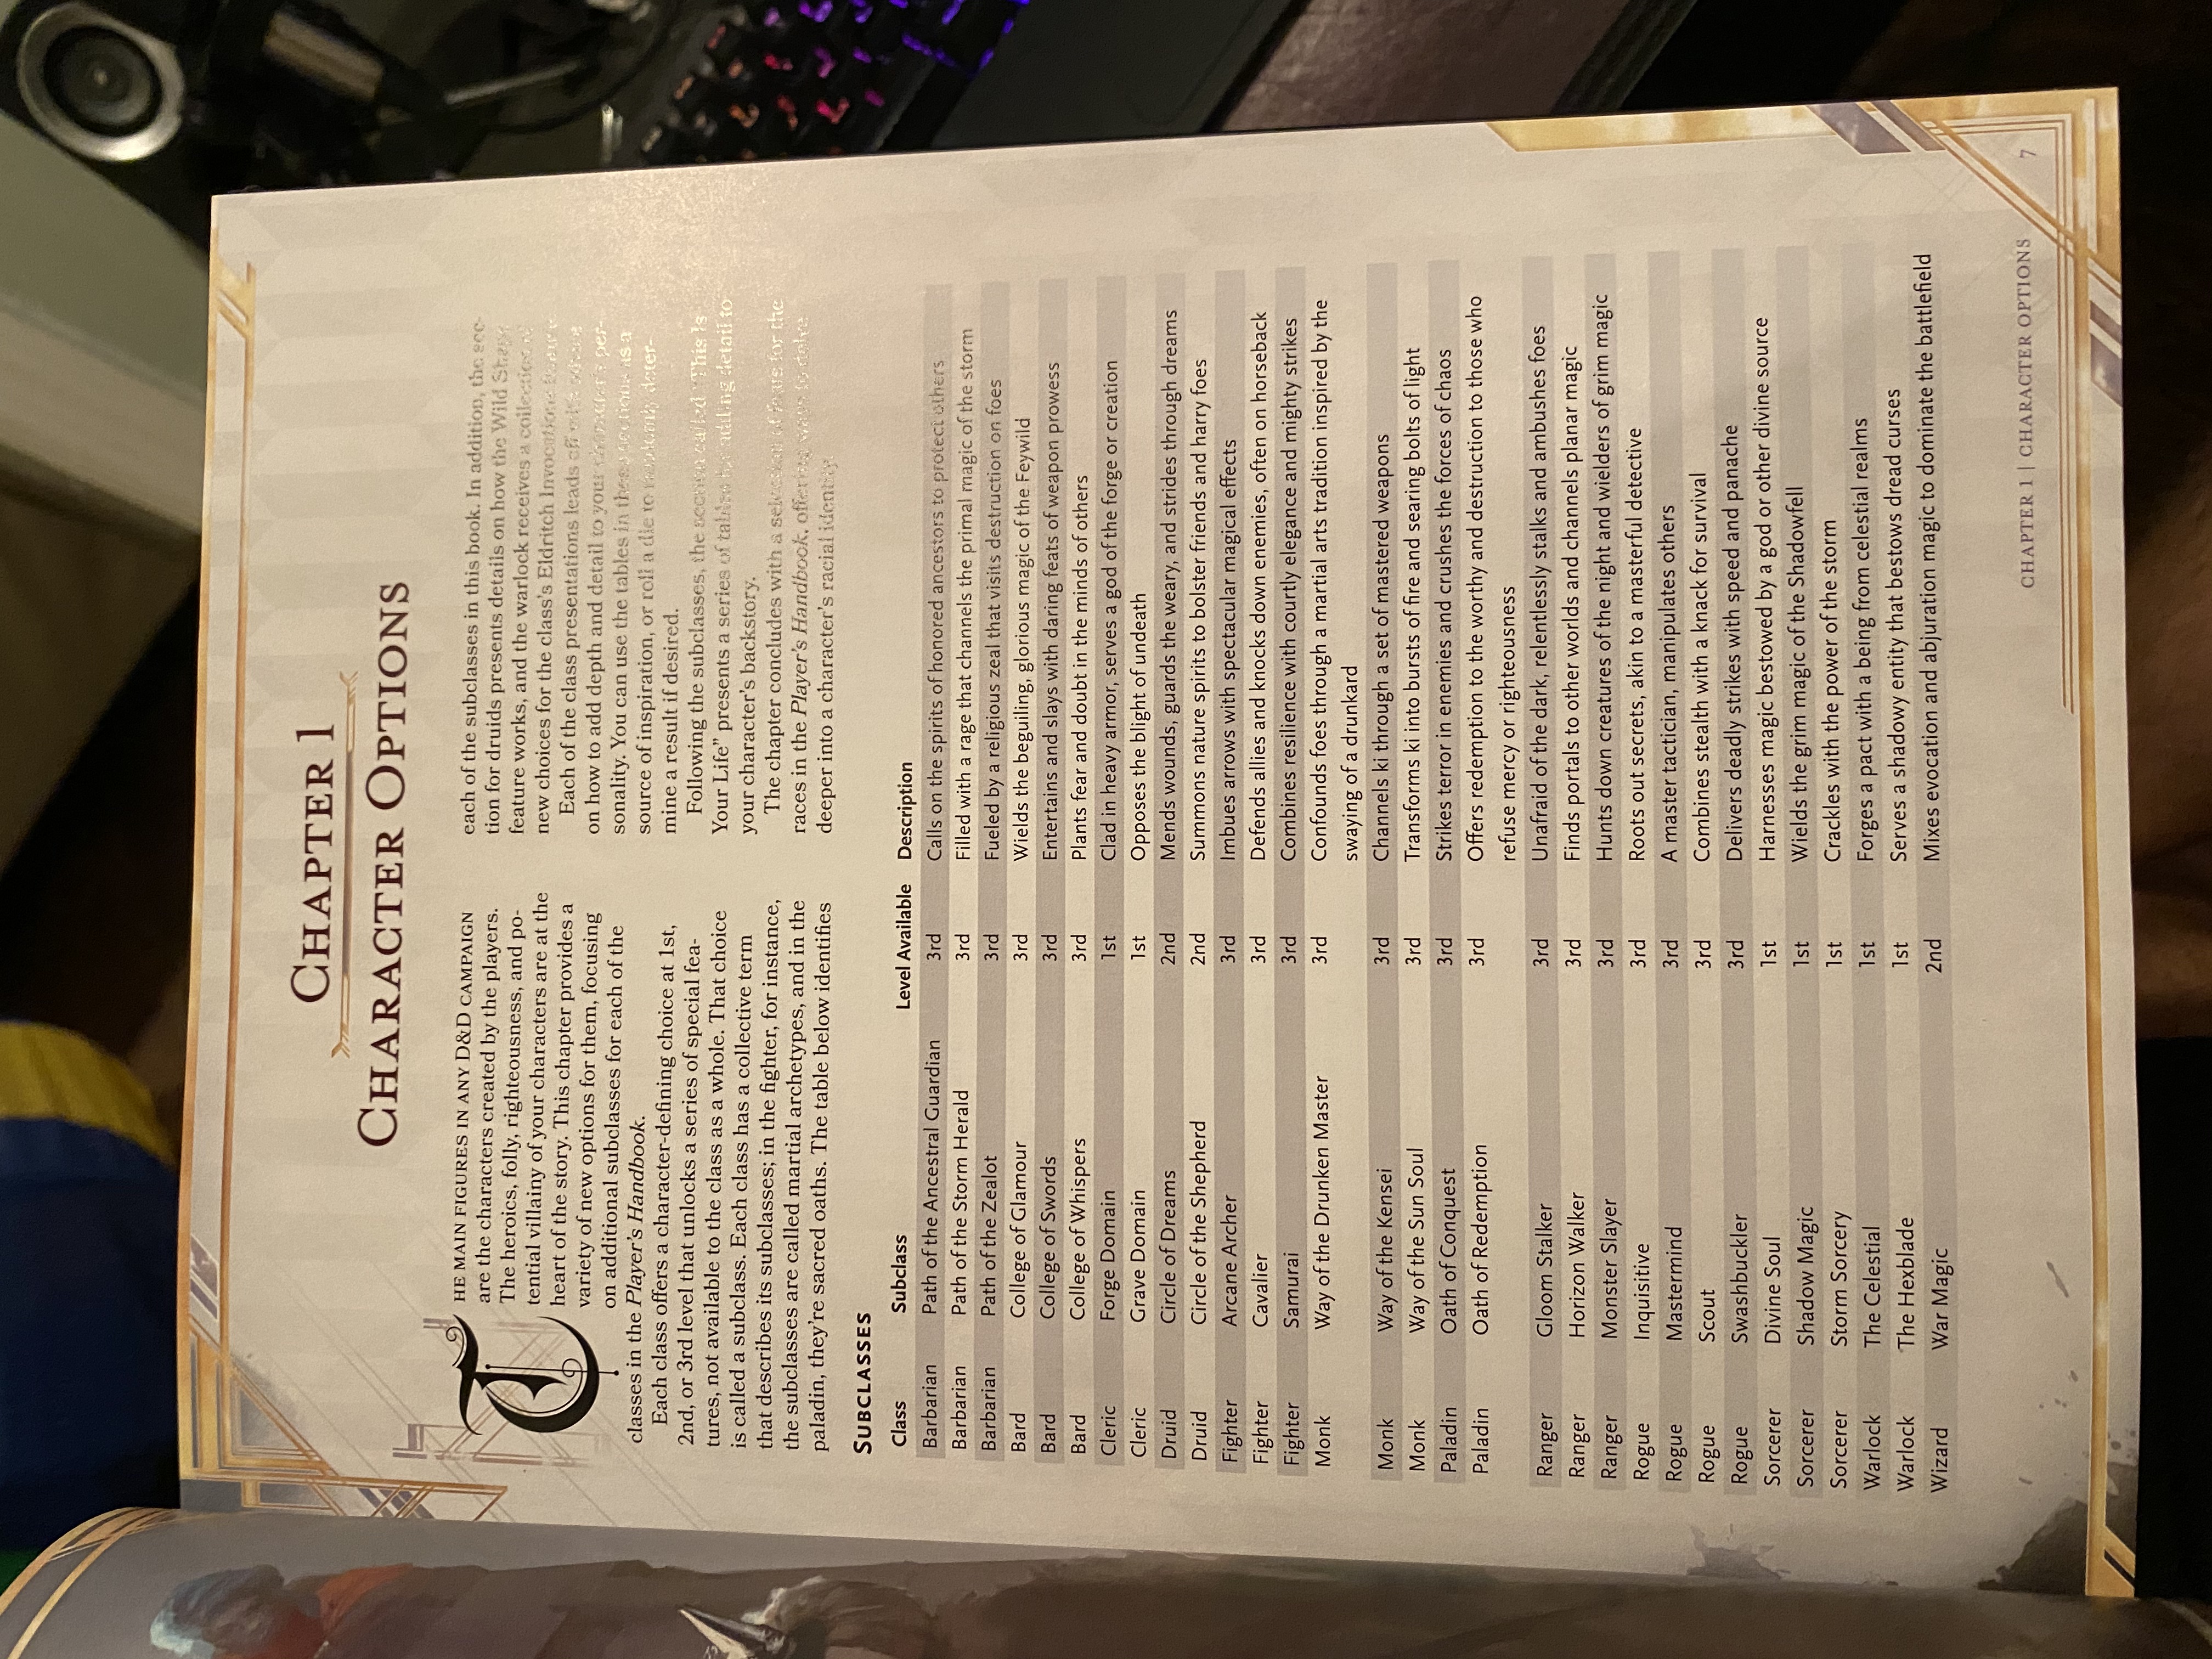 CHAPTER 1
CHARACTER OPTIONS
THE MAIN FIGURES IN ANY D&D CAMPAIGN
are the characters created by the players.
The heroics, folly, righteousness, and po-
tential villainy of your characters are at the
heart of the story. This chapter provides a
variety of new options for them, focusing
on additional subclasses for each of the
classes in the Player's Handbook.
Each class offers a character-defining choice at 1st,
2nd, or 3rd level that unlocks a series of special fea-
tures, not available to the class as a whole. That choice
is called a subclass. Each class has a collective term
that describes its subclasses; in the fighter, for instance,
the subclasses are called martial archetypes, and in the
paladin, they're sacred oaths. The table below identifies
each of the subclasses in this book. In addition, the sec-
tion for druids presents details on how the Wild Shape
feature works, and the warlock receives a collection of
new choices for the class's Eldritch Invocations feature.
Each of the class presentations leads off with
on how to add depth and detail to your character's per-
sonality. You can use the tables in these sections as a
source of inspiration, or roll a die to randomly deter-
mine a result if desired.
Following the subclasses, the section called "This Is
Your Life" presents a series of tables for adding detail to
your character's backstory.
The chapter concludes with a selection of for the
races in the Player's Handbook, offering ways to delve
deeper into a character's racial identity.
SUBCLASSES
Class Subclass Level Available Description
Barbarian Path of the Ancestral Guardian 3rd Calls on the spirits of honored ancestors to protect others
Barbarian Path of the Storm Herald 3rd Filled with a rage that channels the primal magic of the storm
Barbarian Path of the Zealot 3rd Fueled by a religious zeal that visits destruction on foes
Bard College of Glamour 3rd Wields the beguiling, glorious magic of the Feywild
Bard College of Swords 3rd Entertains and slays with daring feats of weapon prowess
Bard College of Whispers 3rd Plants fear and doubt in the minds of others
Cleric Forge Domain 1st Clad in heavy armor, serves a god of the forge or creation
Cleric Grave Domain 1st Opposes the blight of undeath
Druid Circle of Dreams 2nd Mends wounds, guards the weary, and strides through dreams
Druid Circle of the Shepherd 2nd Summons nature spirits to bolster friends and harry foes
Fighter Arcane Archer 3rd Imbues arrows with spectacular magical effects
Fighter Cavalier 3rd Defends allies and knocks down enemies, often on horseback
Fighter Samurai 3rd Combines resilience with courtly elegance and mighty strikes
Monk Way of the Drunken Master 3rd Confounds foes through a martial arts tradition inspired by the
swaying of a drunkard
Monk Way of the Kensei 3rd Channels ki through a set of mastered weapons
Monk Way of the Sun Soul 3rd Transforms ki into bursts of fire and searing bolts of light
Paladin Oath of Conquest 3rd Strikes terror in enemies and crushes the forces of chaos
Paladin Oath of Redemption 3rd Offers redemption to the worthy and destruction to those who
refuse mercy or righteousness
Ranger Gloom Stalker 3rd Unafraid of the dark, relentlessly stalks and ambushes foes
Ranger Horizon Walker 3rd Finds portals to other worlds and channels planar magic
Ranger Monster Slayer 3rd Hunts down creatures of the night and wielders of grim magic
Rogue Inquisitive 3rd Roots out secrets, akin to a masterful detective
Rogue Mastermind 3rd A master tactician, manipulates others
Rogue Scout 3rd Combines stealth with a knack for survival
Rogue Swashbuckler 3rd Delivers deadly strikes with speed and panache
Sorcerer Divine Soul 1st Harnesses magic bestowed by a god or other divine source
Sorcerer Shadow Magic 1st Wields the grim magic of the Shadowfell
Sorcerer Storm Sorcery 1st Crackles with the power of the storm
Warlock The Celestial 1st Forges a pact with a being from celestial realms
Warlock The Hexblade 1st Serves a shadowy entity that bestows dread curses
Wizard War Magic 2nd Mixes evocation and abjuration magic to dominate the battlefield
CHAPTER 1 | CHARACTER OPTIONS
7